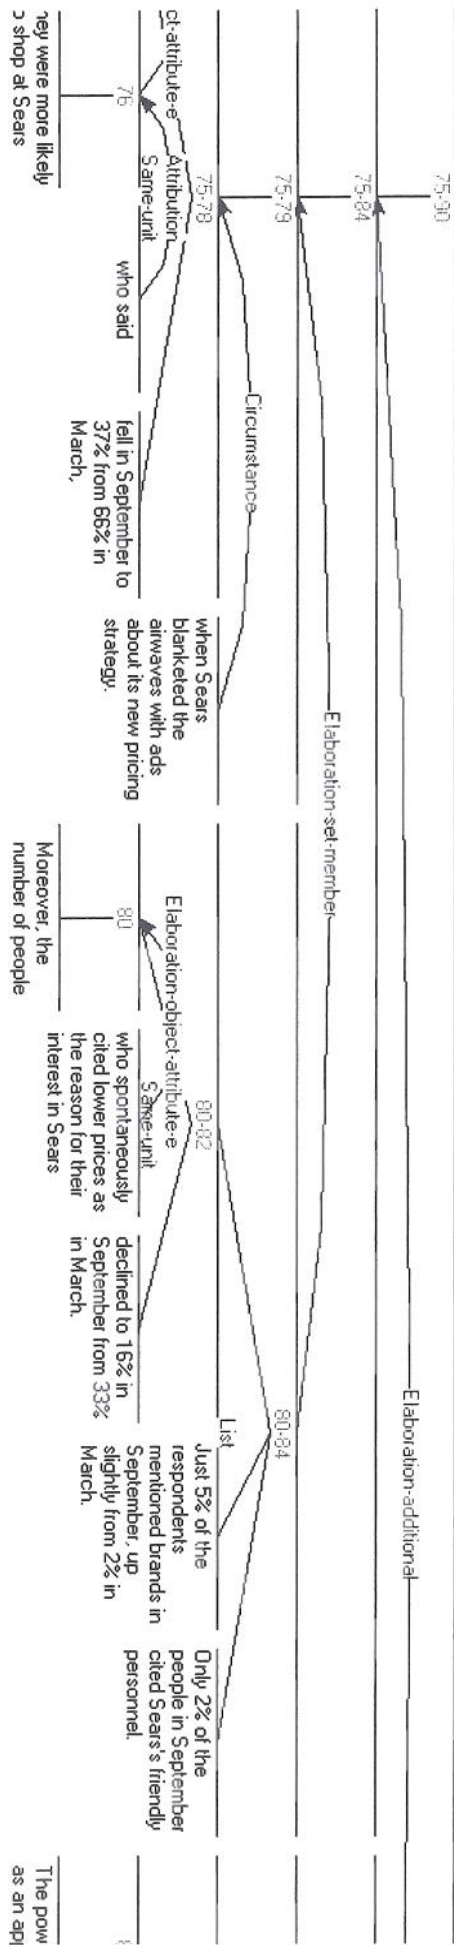 75-90
75-84
Elaboration-additional
75-79
Elaboration-set-member
80-84
75-78
Circumstance
80-82
List
ct-attribute-e
Attribution
Same-unit
76
who said
fell in September to
37% from 66% in
March,
when Sears
blanketed the
airwaves with ads
about its new pricing
strategy.
Elaboration-object-attribute-e
Same-unit
80
who spontaneously
cited lower prices as
the reason for their
interest in Sears
declined to 16% in
September from 33%
in March.
Just 5% of the
respondents
mentioned brands in
September, up
slightly from 2% in
March.
Only 2% of the
people in September
cited Sears's friendly
personnel.
were more likely
shop at Sears
Moreover, the
number of people
The
as an